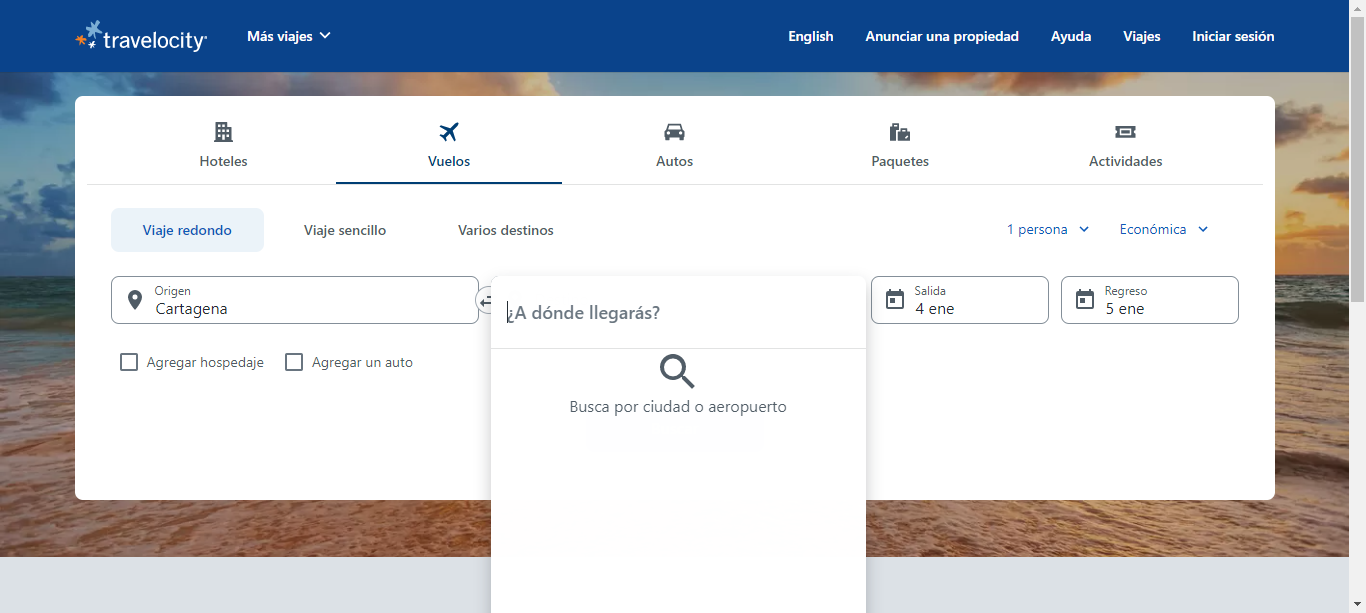 travelocity
Más viajes
English
Anunciar una propiedad
Ayuda
Viajes
Iniciar sesión
Hoteles
Vuelos
Autos
Paquetes
Actividades
Viaje redondo
Viaje sencillo
Varios destinos
1 persona
Económica
Origen
Cartagena
¿A dónde llegarás?
Salida
4 ene
Regreso
5 ene
Agregar hospedaje
Agregar un auto
Busca por ciudad o aeropuerto